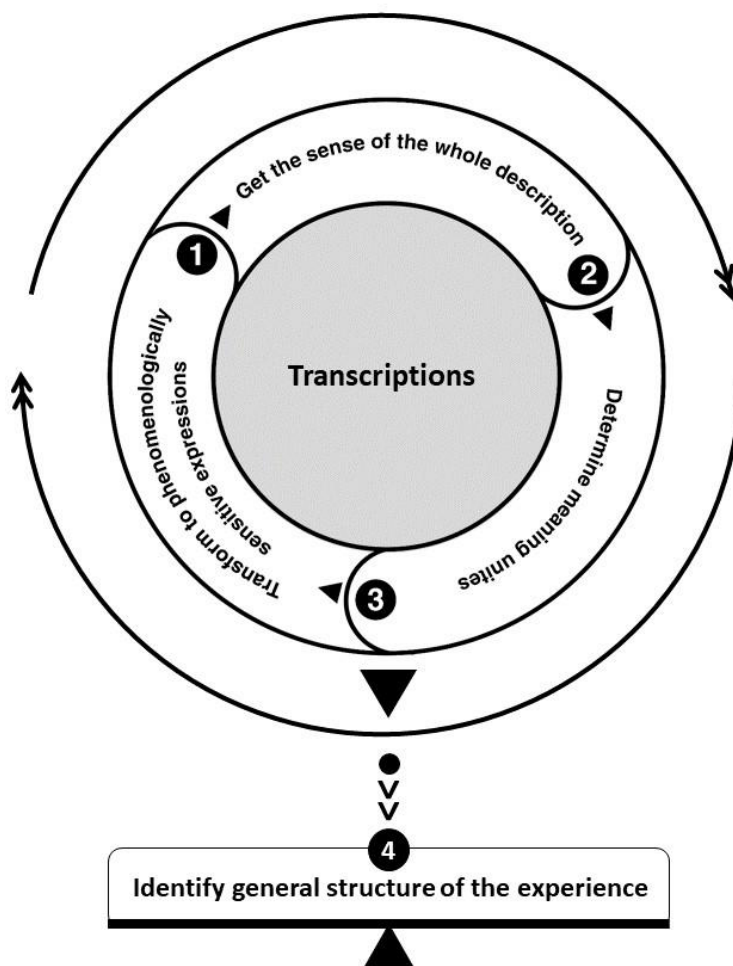 1
Get the sense of the whole description
2
Determine meaning unites
3
Transform to phenomenologically
sensitive expressions
Transcriptions
4
Identify general structure of the experience